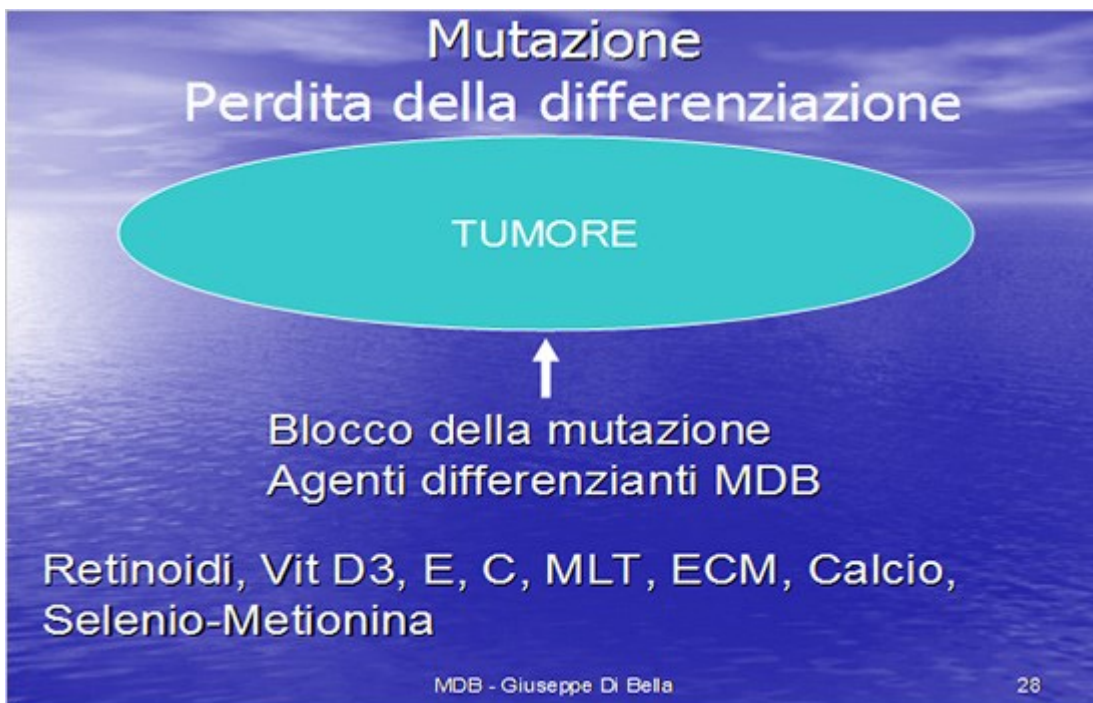 Mutazione
Perdita della differenziazione
TUMORE
Blocco della mutazione
Agenti differenzianti MDB
Retinoidi, Vit D3, E, C, MLT, ECM, Calcio,
Selenio-Metionina
MDB - Giuseppe Di Bella
28